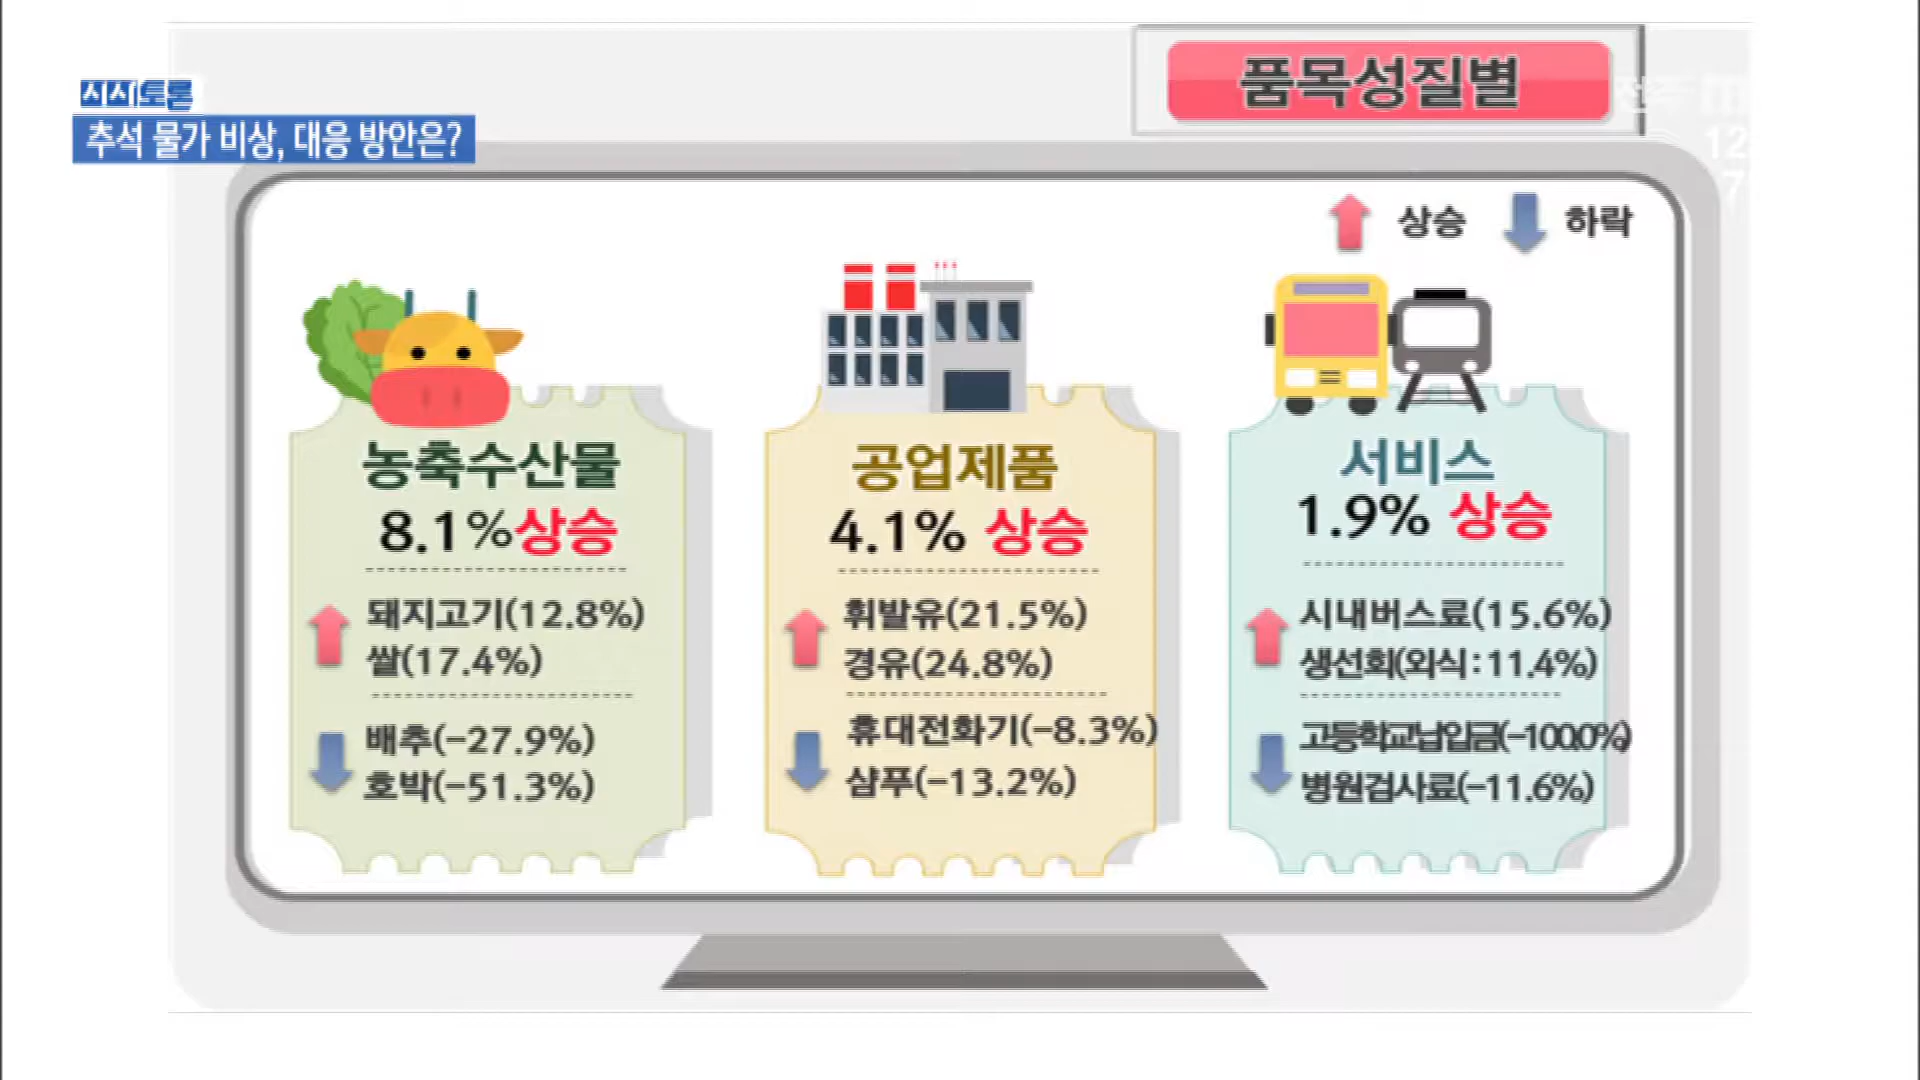 시사토론
추석 물가 비상, 대응 방안은?
품목성질별
전주
12
7
상승
하락
농축수산물
8.1%상승
돼지고기(12.8%)
쌀(17.4%)
배추(-27.9%)
호박(-51.3%)
공업제품
4.1% 상승
휘발유(21.5%)
경유(24.8%)
휴대전화기(-8.3%)
샴푸(-13.2%)
서비스
1.9% 상승
시내버스료(15.6%)
생선회(외식:11.4%)
고등학교납입금(-100.0%)
병원검사료(-11.6%)